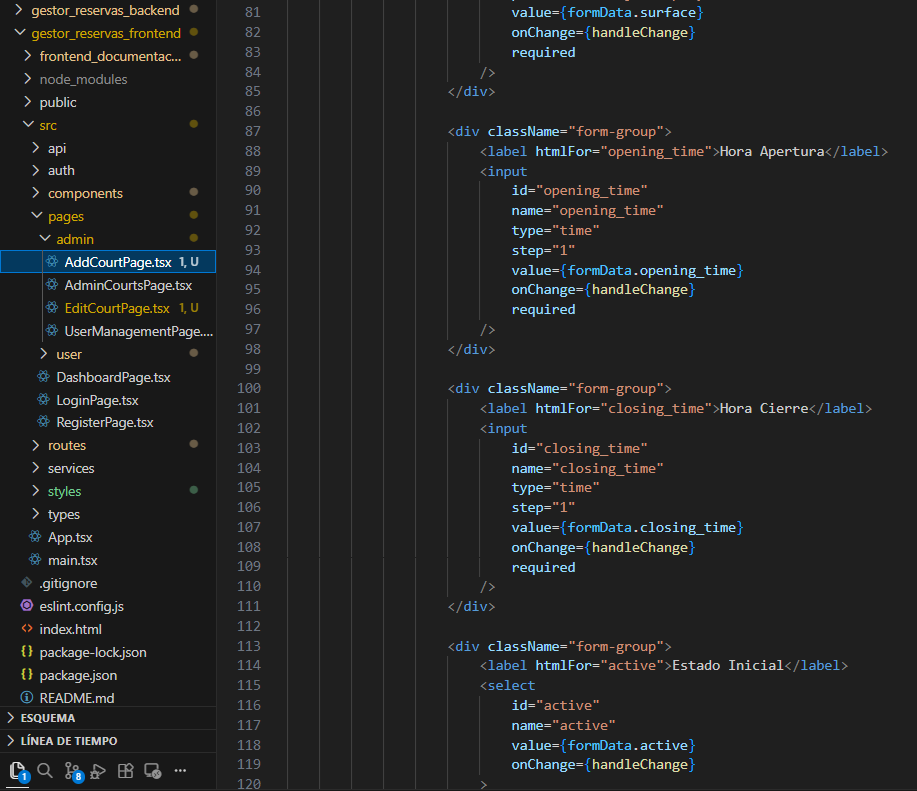 gestor_reservas_backend
gestor_reservas_frontend
frontend_documentac...
node_modules
public
src
api
auth
components
pages
admin
AddCourtPage.tsx 1, U
AdminCourtsPage.tsx
EditCourtPage.tsx 1, U
UserManagementPage....
user
DashboardPage.tsx
LoginPage.tsx
RegisterPage.tsx
routes
services
styles
types
App.tsx
main.tsx
.gitignore
eslint.config.js
index.html
package-lock.json
package.json
README.md
ESQUEMA
LÍNEA DE TIEMPO
1
8
81 value={formData.surface}
82 onChange={handleChange}
83 required
84 />
85 </div>
86
87 <div className="form-group">
88 <label htmlFor="opening_time">Hora Apertura</label>
89 <input
90 id="opening_time"
91 name="opening_time"
92 type="time"
93 step="1"
94 value={formData.opening_time}
95 onChange={handleChange}
96 required
97 />
98 </div>
99
100 <div className="form-group">
101 <label htmlFor="closing_time">Hora Cierre</label>
102 <input
103 id="closing_time"
104 name="closing_time"
105 type="time"
106 step="1"
107 value={formData.closing_time}
108 onChange={handleChange}
109 required
110 />
111 </div>
112
113 <div className="form-group">
114 <label htmlFor="active">Estado Inicial</label>
115 <select
116 id="active"
117 name="active"
118 value={formData.active}
119 onChange={handleChange}
120 >